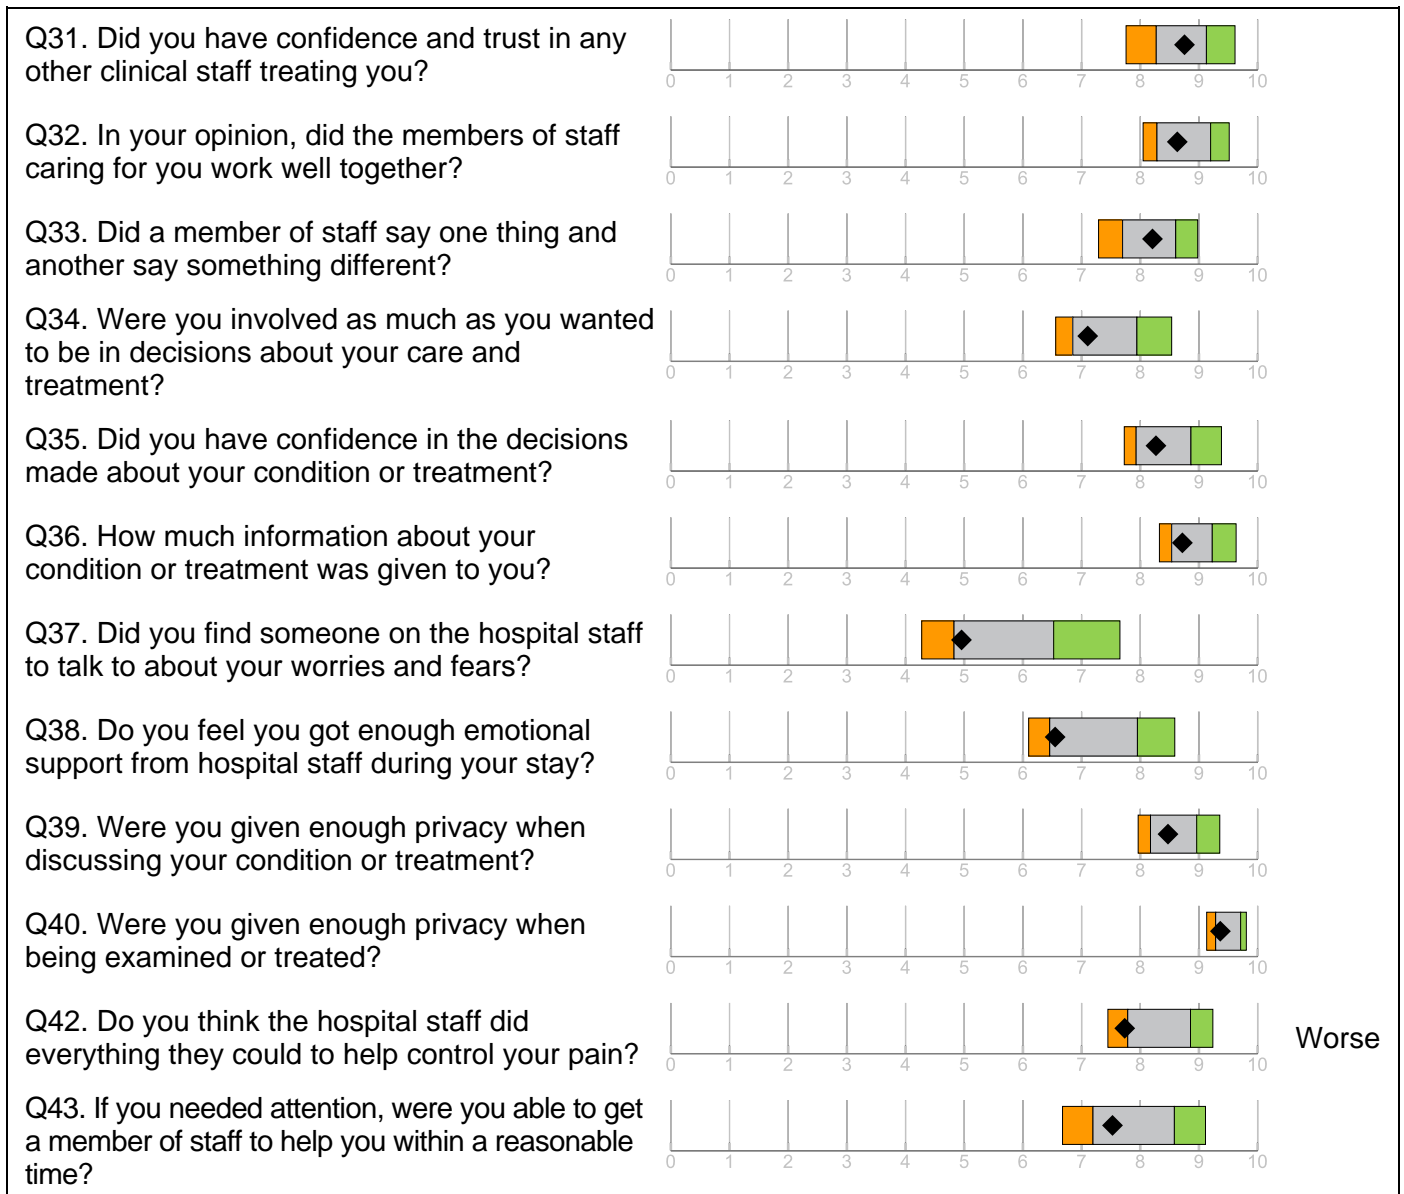 Q31. Did you have confidence and trust in any
other clinical staff treating you?
0 1 2 3 4 5 6 7 8 9 10
Q32. In your opinion, did the members of staff
caring for you work well together?
0 1 2 3 4 5 6 7 8 9 10
Q33. Did a member of staff say one thing and
another say something different?
0 1 2 3 4 5 6 7 8 9 10
Q34. Were you involved as much as you wanted
to be in decisions about your care and
treatment?
0 1 2 3 4 5 6 7 8 9 10
Q35. Did you have confidence in the decisions
made about your condition or treatment?
0 1 2 3 4 5 6 7 8 9 10
Q36. How much information about your
condition or treatment was given to you?
0 1 2 3 4 5 6 7 8 9 10
Q37. Did you find someone on the hospital staff
to talk to about your worries and fears?
0 1 2 3 4 5 6 7 8 9 10
Q38. Do you feel you got enough emotional
support from hospital staff during your stay?
0 1 2 3 4 5 6 7 8 9 10
Q39. Were you given enough privacy when
discussing your condition or treatment?
0 1 2 3 4 5 6 7 8 9 10
Q40. Were you given enough privacy when
being examined or treated?
0 1 2 3 4 5 6 7 8 9 10
Q42. Do you think the hospital staff did
everything they could to help control your pain?
Worse
0 1 2 3 4 5 6 7 8 9 10
Q43. If you needed attention, were you able to get
a member of staff to help you within a reasonable
time?
0 1 2 3 4 5 6 7 8 9 10